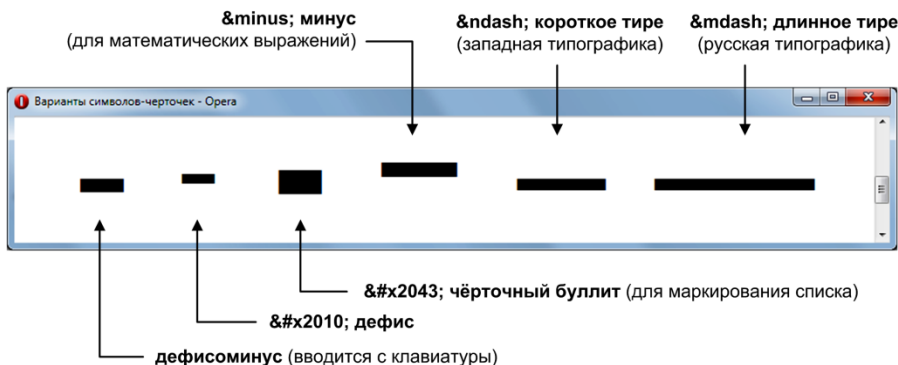 &minus; минус
(для математических выражений)
&ndash; короткое тире
(западная типографика)
&mdash; длинное тире
(русская типографика)
Варианты символов-черточек - Opera
&#x2043; чёрточный буллит (для маркирования списка)
&#x2010; дефис
дефисоминус (вводится с клавиатуры)